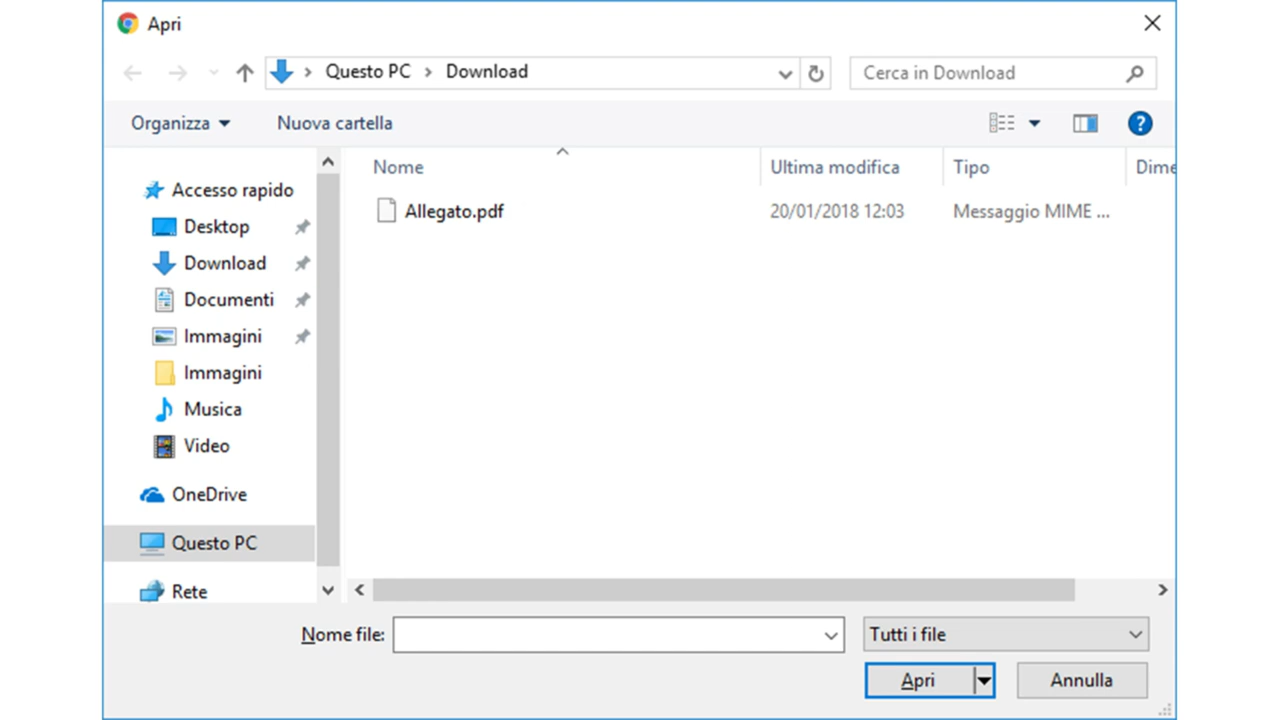 Apri
Questo PC > Download
Cerca in Download
Organizza
Nuova cartella
?
Nome
Ultima modifica
Tipo
Dime
Allegato.pdf
20/01/2018 12:03
Messaggio MIME ...
Accesso rapido
Desktop
Download
Documenti
Immagini
Immagini
Musica
Video
OneDrive
Questo PC
Rete
Nome file:
Tutti i file
Apri
Annulla